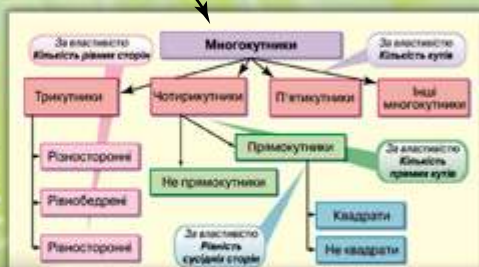 За властивістю
Кількість рівних сторін
Многокутники
За властивістю
Кількість кутів
Трикутники
Чотирикутники
П'ятикутники
Інші
многокутники
Різносторонні
Рівнобедрені
Рівносторонні
Не прямокутники
Прямокутники
За властивістю
Кількість
прямих кутів
За властивістю
Рівність
сусідніх сторін
Квадрати
Не квадрати